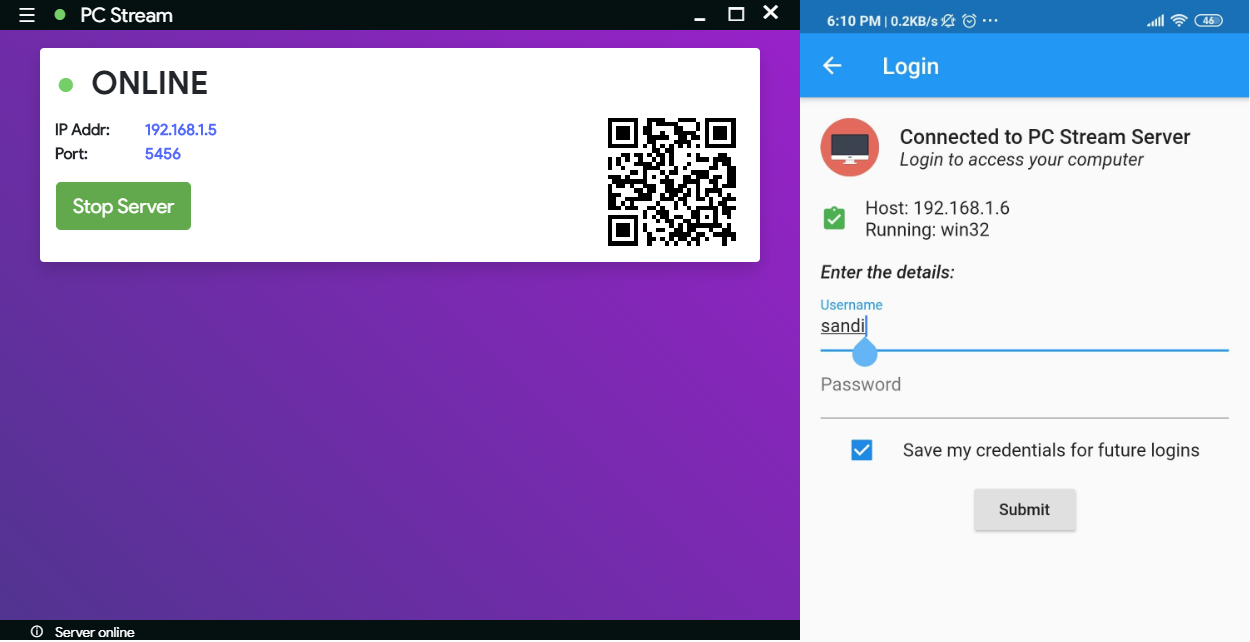 PC Stream
ONLINE
IP Addr: 192.168.1.5
Port: 5456
Stop Server
Server online
6:10 PM | 0.2KB/s ...
46
Login
Connected to PC Stream Server
Login to access your computer
Host: 192.168.1.6
Running: win32
Enter the details:
Username
sandi
Password
Save my credentials for future logins
Submit